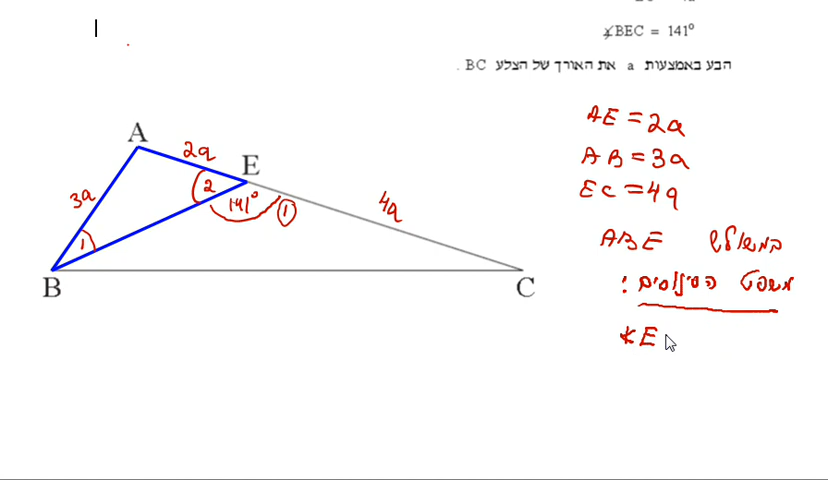 ∡BEC = 141°
הבע באמצעות a את האורך של הצלע BC .
A
2a
E
3a
2
141°
1
4a
1
B
C
AE = 2a
AB = 3a
EC = 4a
במשולש ABE
משפט הסינוסים :
∡E